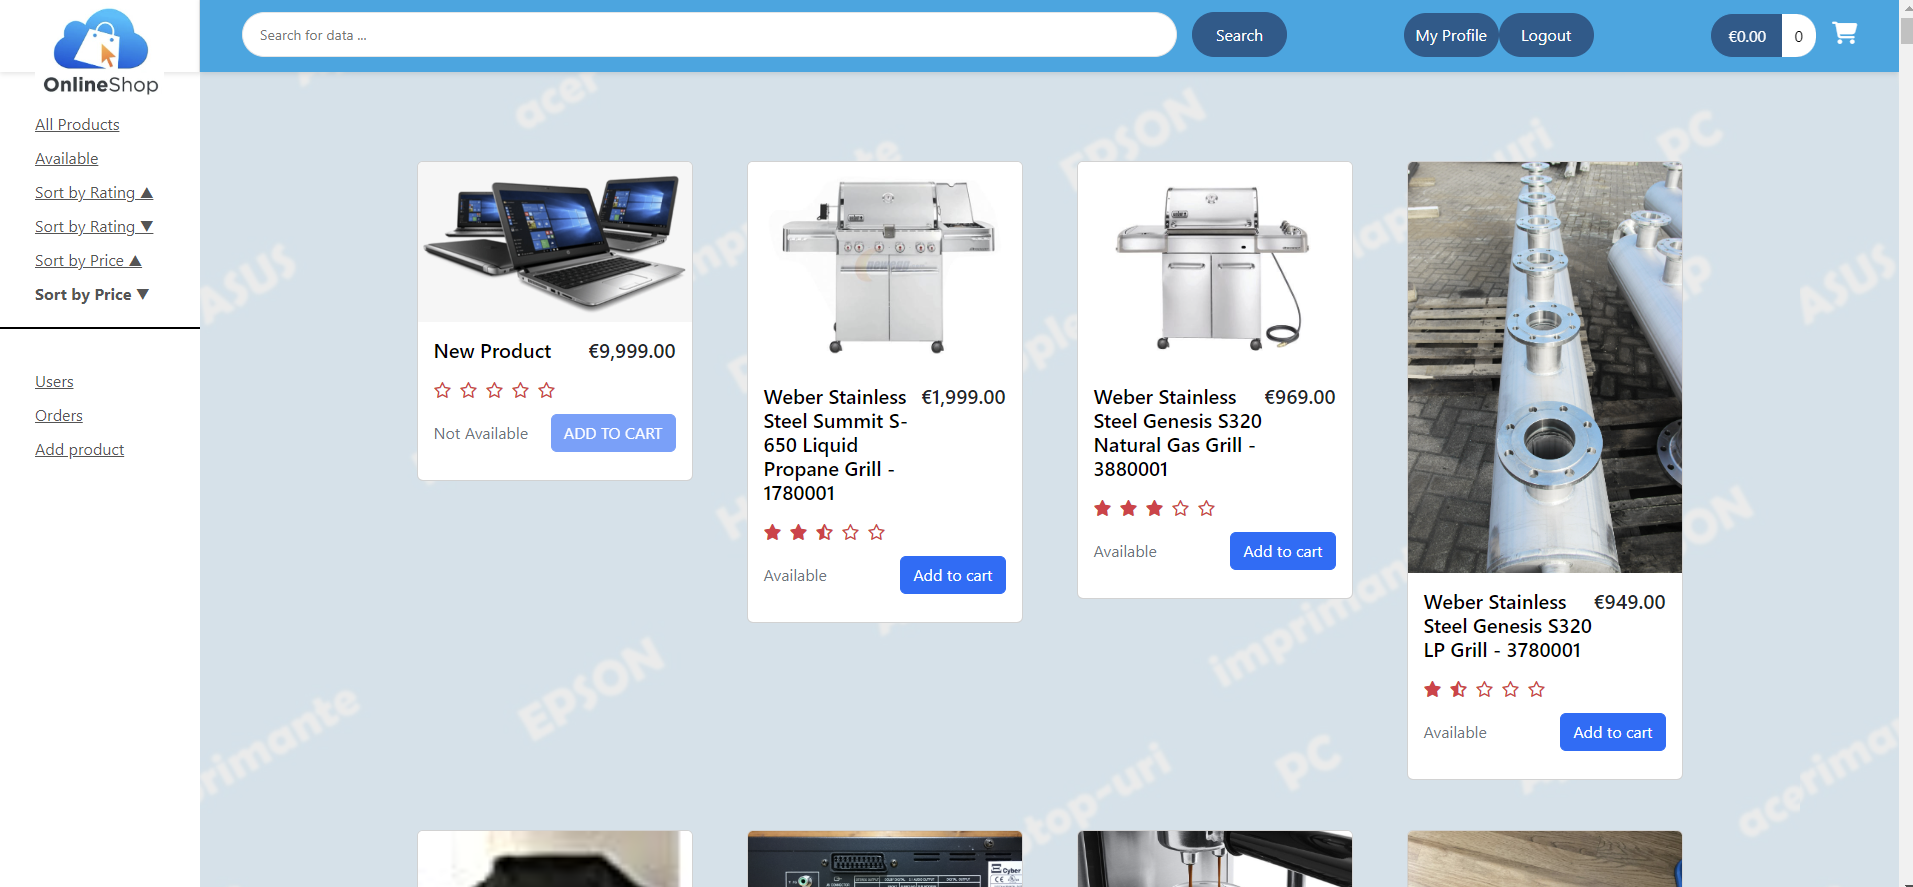 OnlineShop
Search for data ...
Search
My Profile
Logout
€0.00
0
All Products
Available
Sort by Rating ▲
Sort by Rating ▼
Sort by Price ▲
Sort by Price ▼
Users
Orders
Add product
New Product
€9,999.00
Not Available
ADD TO CART
Weber Stainless
Steel Summit S-
650 Liquid
Propane Grill -
1780001
€1,999.00
Available
Add to cart
Weber Stainless
Steel Genesis S320
Natural Gas Grill -
3880001
€969.00
Available
Add to cart
Weber Stainless
Steel Genesis S320
LP Grill - 3780001
€949.00
Available
Add to cart
acer
EPSON
PC
ASUS
ASUS
EPSON
imprimante
PC
Cyber